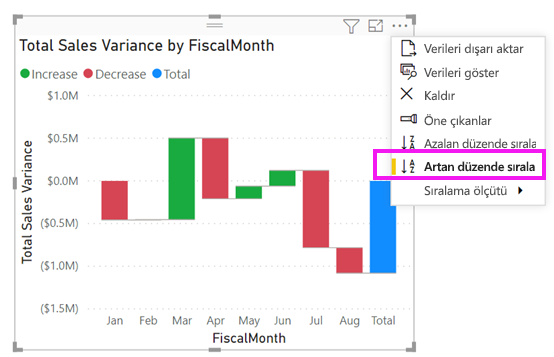 Total Sales Variance by FiscalMonth
Increase Decrease Total
$1.0M
$0.5M
$0.0M
($0.5M)
($1.0M)
($1.5M)
Total Sales Variance
Jan Feb Mar Apr May Jun Jul Aug Total
FiscalMonth
Verileri dışarı aktar
Verileri göster
Kaldır
Öne çıkanlar
Azalan düzende sırala
Artan düzende sırala
Sıralama ölçütü